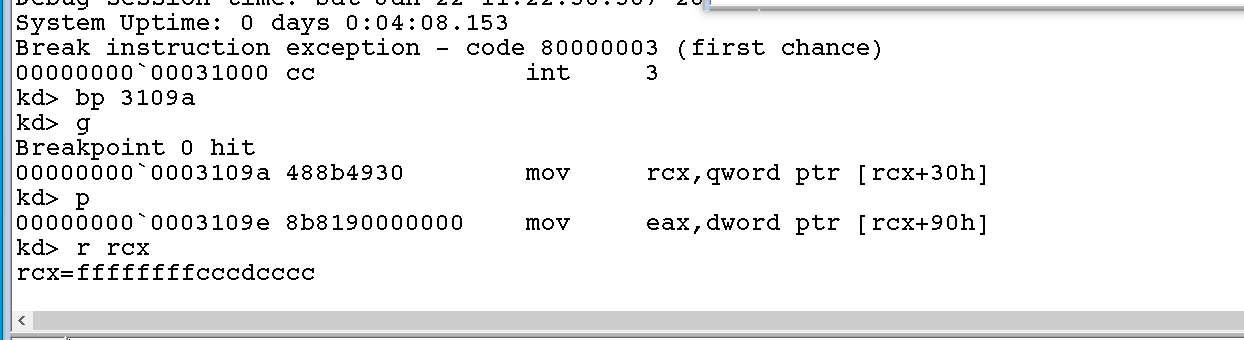 System Uptime: 0 days 0:04:08.153
Break instruction exception - code 80000003 (first chance)
00000000`00031000 cc int 3
kd> bp 3109a
kd> g
Breakpoint 0 hit
00000000`0003109a 488b4930 mov rcx,qword ptr [rcx+30h]
kd> p
00000000`0003109e 8b8190000000 mov eax,dword ptr [rcx+90h]
kd> r rcx
rcx=ffffffffcccdcccc